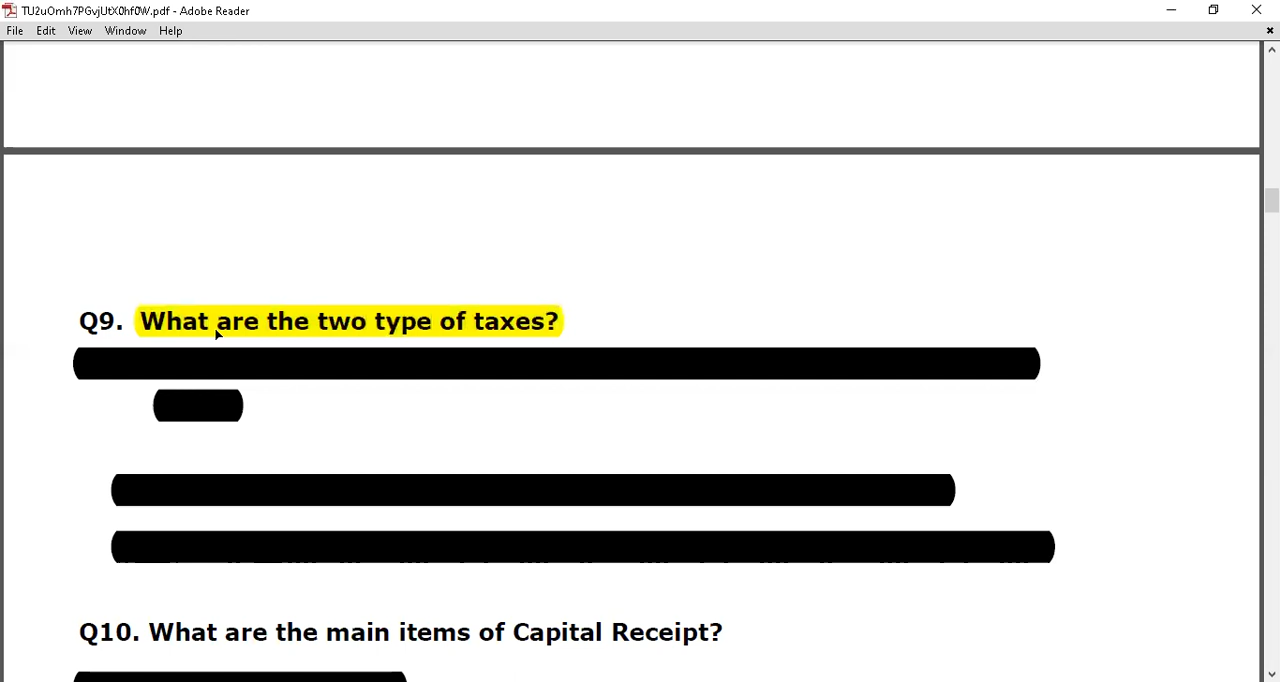 TU2uOmh7PGvjUtX0hf0W.pdf - Adobe Reader
File Edit View Window Help
Q9. What are the two type of taxes?
Q10. What are the main items of Capital Receipt?